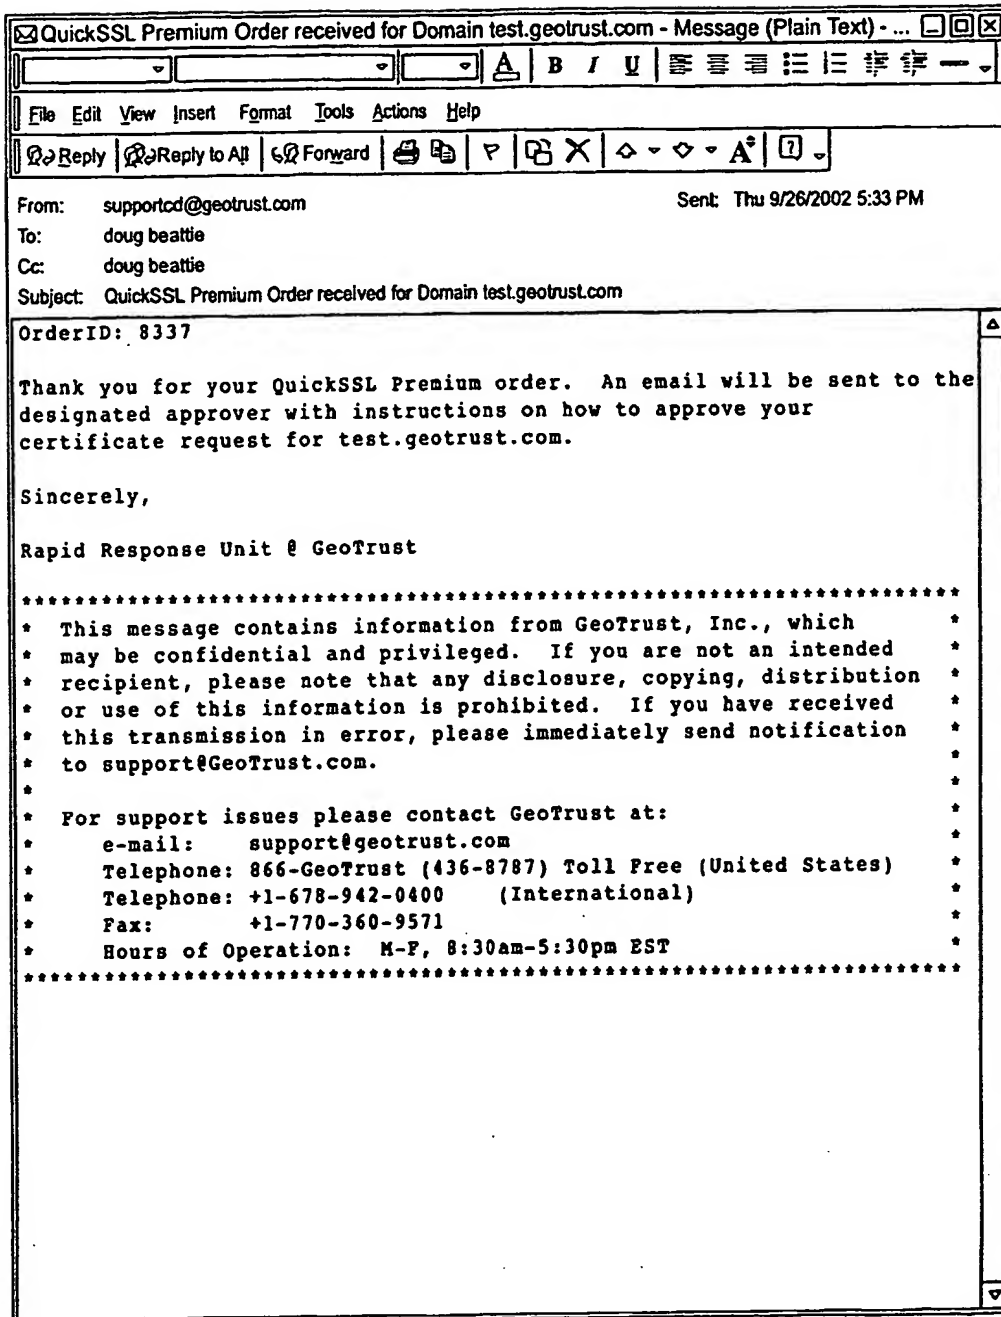 QuickSSL Premium Order received for Domain test.geotrust.com - Message (Plain Text) - ...
A B I U
File Edit View Insert Format Tools Actions Help
Reply Reply to All Forward A ?
From: supportcd@geotrust.com Sent: Thu 9/26/2002 5:33 PM
To: doug beattie
Cc: doug beattie
Subject: QuickSSL Premium Order received for Domain test.geotrust.com
OrderID: 8337
Thank you for your QuickSSL Premium order. An email will be sent to the
designated approver with instructions on how to approve your
certificate request for test.geotrust.com.
Sincerely,
Rapid Response Unit @ GeoTrust
***********************************************************************
* This message contains information from GeoTrust, Inc., which *
* may be confidential and privileged. If you are not an intended *
* recipient, please note that any disclosure, copying, distribution *
* or use of this information is prohibited. If you have received *
* this transmission in error, please immediately send notification *
* to support@GeoTrust.com. *
* *
* For support issues please contact GeoTrust at: *
* e-mail: support@geotrust.com *
* Telephone: 866-GeoTrust (436-8787) Toll Free (United States) *
* Telephone: +1-678-942-0400 (International) *
* Fax: +1-770-360-9571 *
* Hours of Operation: M-F, 8:30am-5:30pm EST *
***********************************************************************